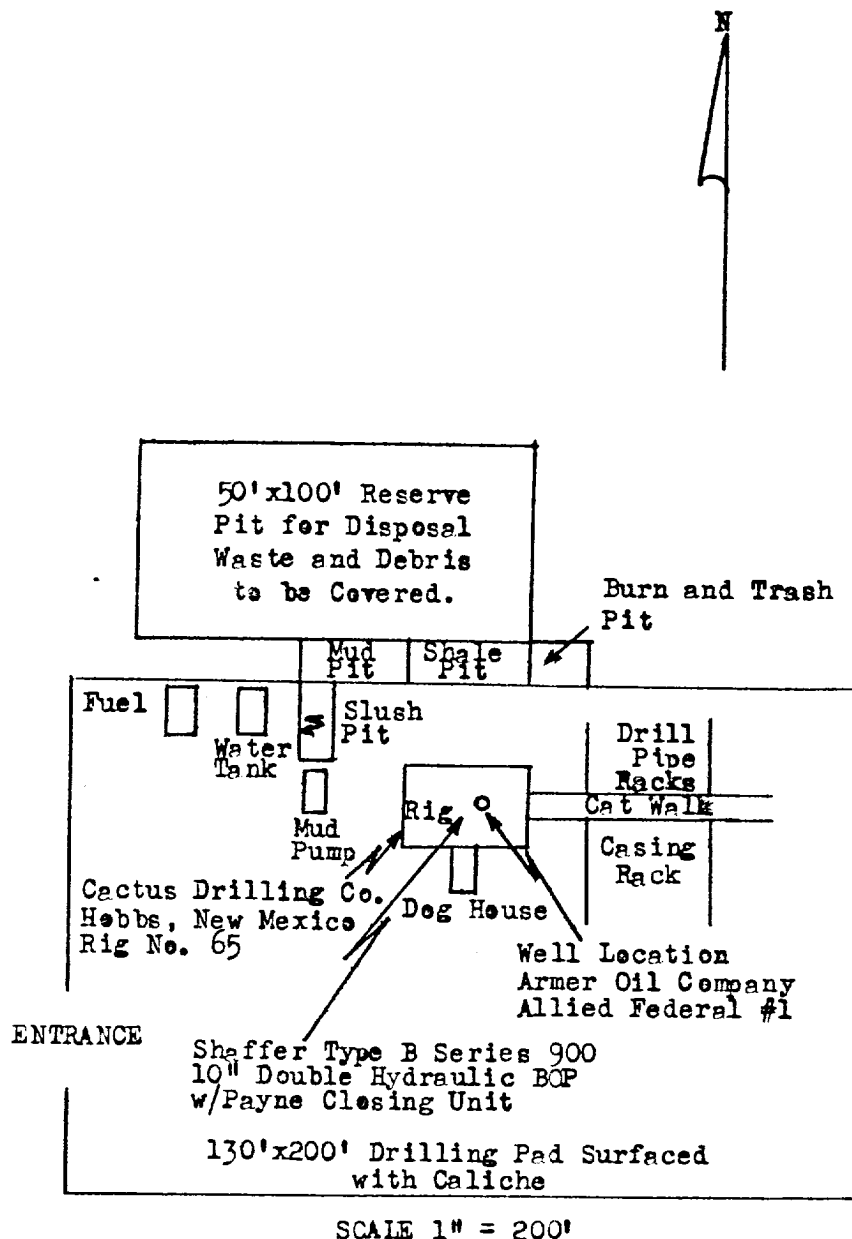 N
50'x100' Reserve
Pit for Disposal
Waste and Debris
to be Covered.
Burn and Trash
Pit
Mud
Pit
Shale
Pit
Fuel
Water
Tank
Slush
Pit
Drill
Pipe
Racks
Cat Walk
Mud
Pump
Rig
Casing
Rack
Cactus Drilling Co.
Hobbs, New Mexico
Rig No. 65
Dog House
Well Location
Armer Oil Company
Allied Federal #1
ENTRANCE
Shaffer Type B Series 900
10" Double Hydraulic BOP
w/Payne Closing Unit
130'x200' Drilling Pad Surfaced
with Caliche
SCALE 1" = 200'